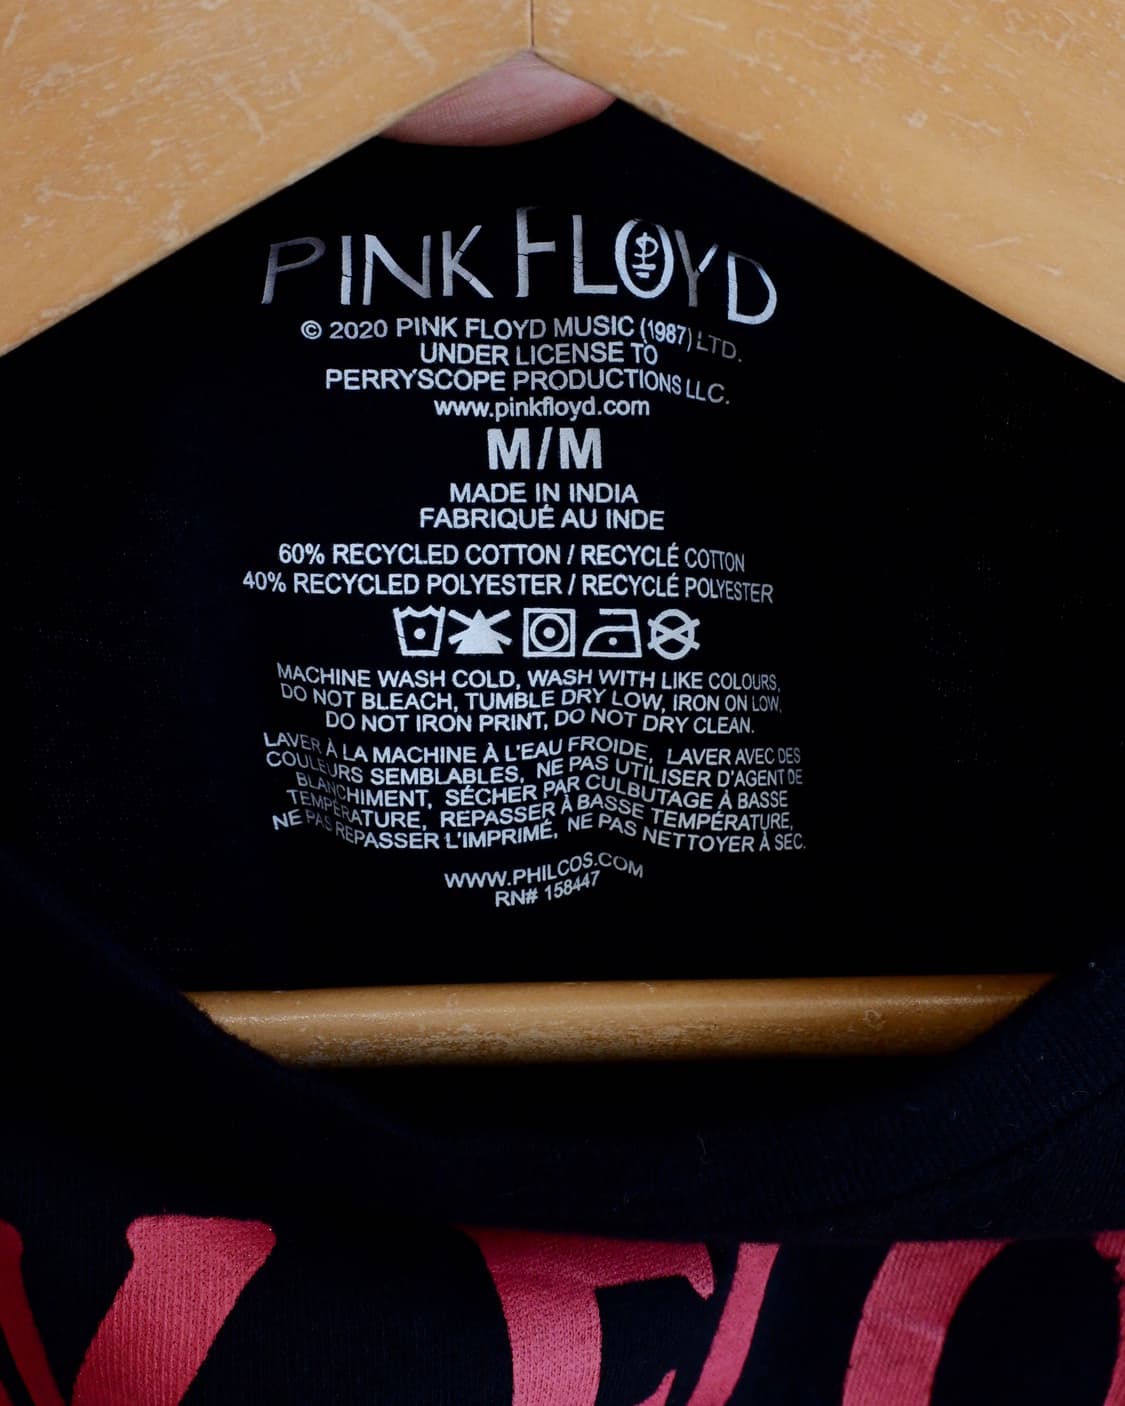 PINK FLOYD
© 2020 PINK FLOYD MUSIC (1987) LTD.
UNDER LICENSE TO
PERRYSCOPE PRODUCTIONS LLC.
www.pinkfloyd.com
M/M
MADE IN INDIA
FABRIQUÉ AU INDE
60% RECYCLED COTTON / RECYCLÉ COTTON
40% RECYCLED POLYESTER / RECYCLÉ POLYESTER
MACHINE WASH COLD, WASH WITH LIKE COLOURS,
DO NOT BLEACH, TUMBLE DRY LOW, IRON ON LOW,
DO NOT IRON PRINT, DO NOT DRY CLEAN.
LAVER À LA MACHINE À L'EAU FROIDE, LAVER AVEC DES
COULEURS SEMBLABLES, NE PAS UTILISER D'AGENT DE
BLANCHIMENT, SÉCHER PAR CULBUTAGE À BASSE
TEMPÉRATURE, REPASSER À BASSE TEMPÉRATURE,
NE PAS REPASSER L'IMPRIMÉ, NE PAS NETTOYER À SEC.
WWW.PHILCOS.COM
RN# 158447